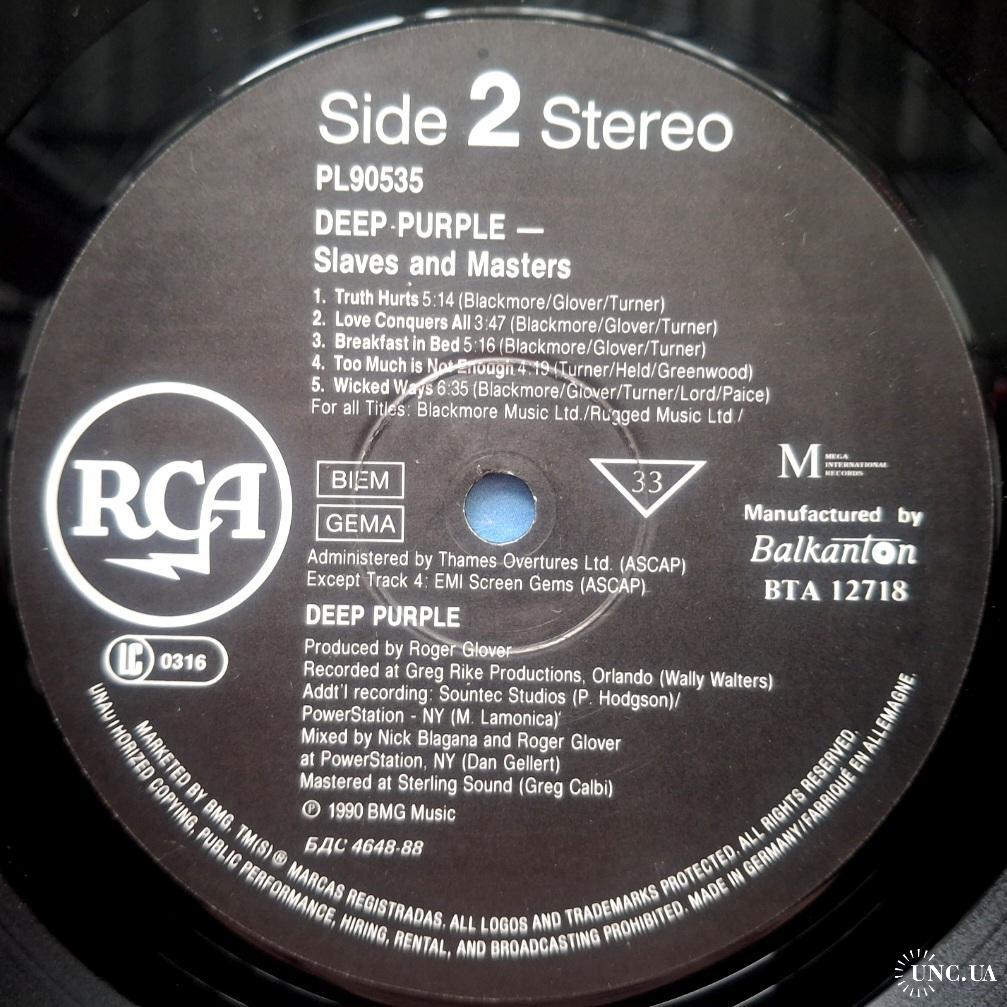 Side 2 Stereo
PL90535
DEEP PURPLE —
Slaves and Masters
1. Truth Hurts 5:14 (Blackmore/Glover/Turner)
2. Love Conquers All 3:47 (Blackmore/Glover/Turner)
3. Breakfast in Bed 5:16 (Blackmore/Glover/Turner)
4. Too Much is Not Enough 4:19 (Turner/Held/Greenwood)
5. Wicked Ways 6:35 (Blackmore/Glover/Turner/Lord/Paice)
For all Titles: Blackmore Music Ltd./Rugged Music Ltd /
RCA
BIEM
GEMA
33
M MEGA
INTERNATIONAL
RECORDS
Manufactured by
Balkanton
BTA 12718
Administered by Thames Overtures Ltd. (ASCAP)
Except Track 4: EMI Screen Gems (ASCAP)
DEEP PURPLE
LC 0316
Produced by Roger Glover
Recorded at Greg Rike Productions, Orlando (Wally Walters)
Addt'l recording: Sountec Studios (P. Hodgson)/
PowerStation - NY (M. Lamonica)
Mixed by Nick Blagana and Roger Glover
at PowerStation, NY (Dan Gellert)
Mastered at Sterling Sound (Greg Calbi)
℗ 1990 BMG Music
БДС 4648-88
MARKETED BY BMG. TM(S) ® MARCAS REGISTRADAS. ALL LOGOS AND TRADEMARKS PROTECTED. ALL RIGHTS RESERVED.
UNAUTHORIZED COPYING, PUBLIC PERFORMANCE, HIRING, RENTAL, AND BROADCASTING PROHIBITED. MADE IN GERMANY/FABRIQUÉ EN ALLEMAGNE.
UNC.UA